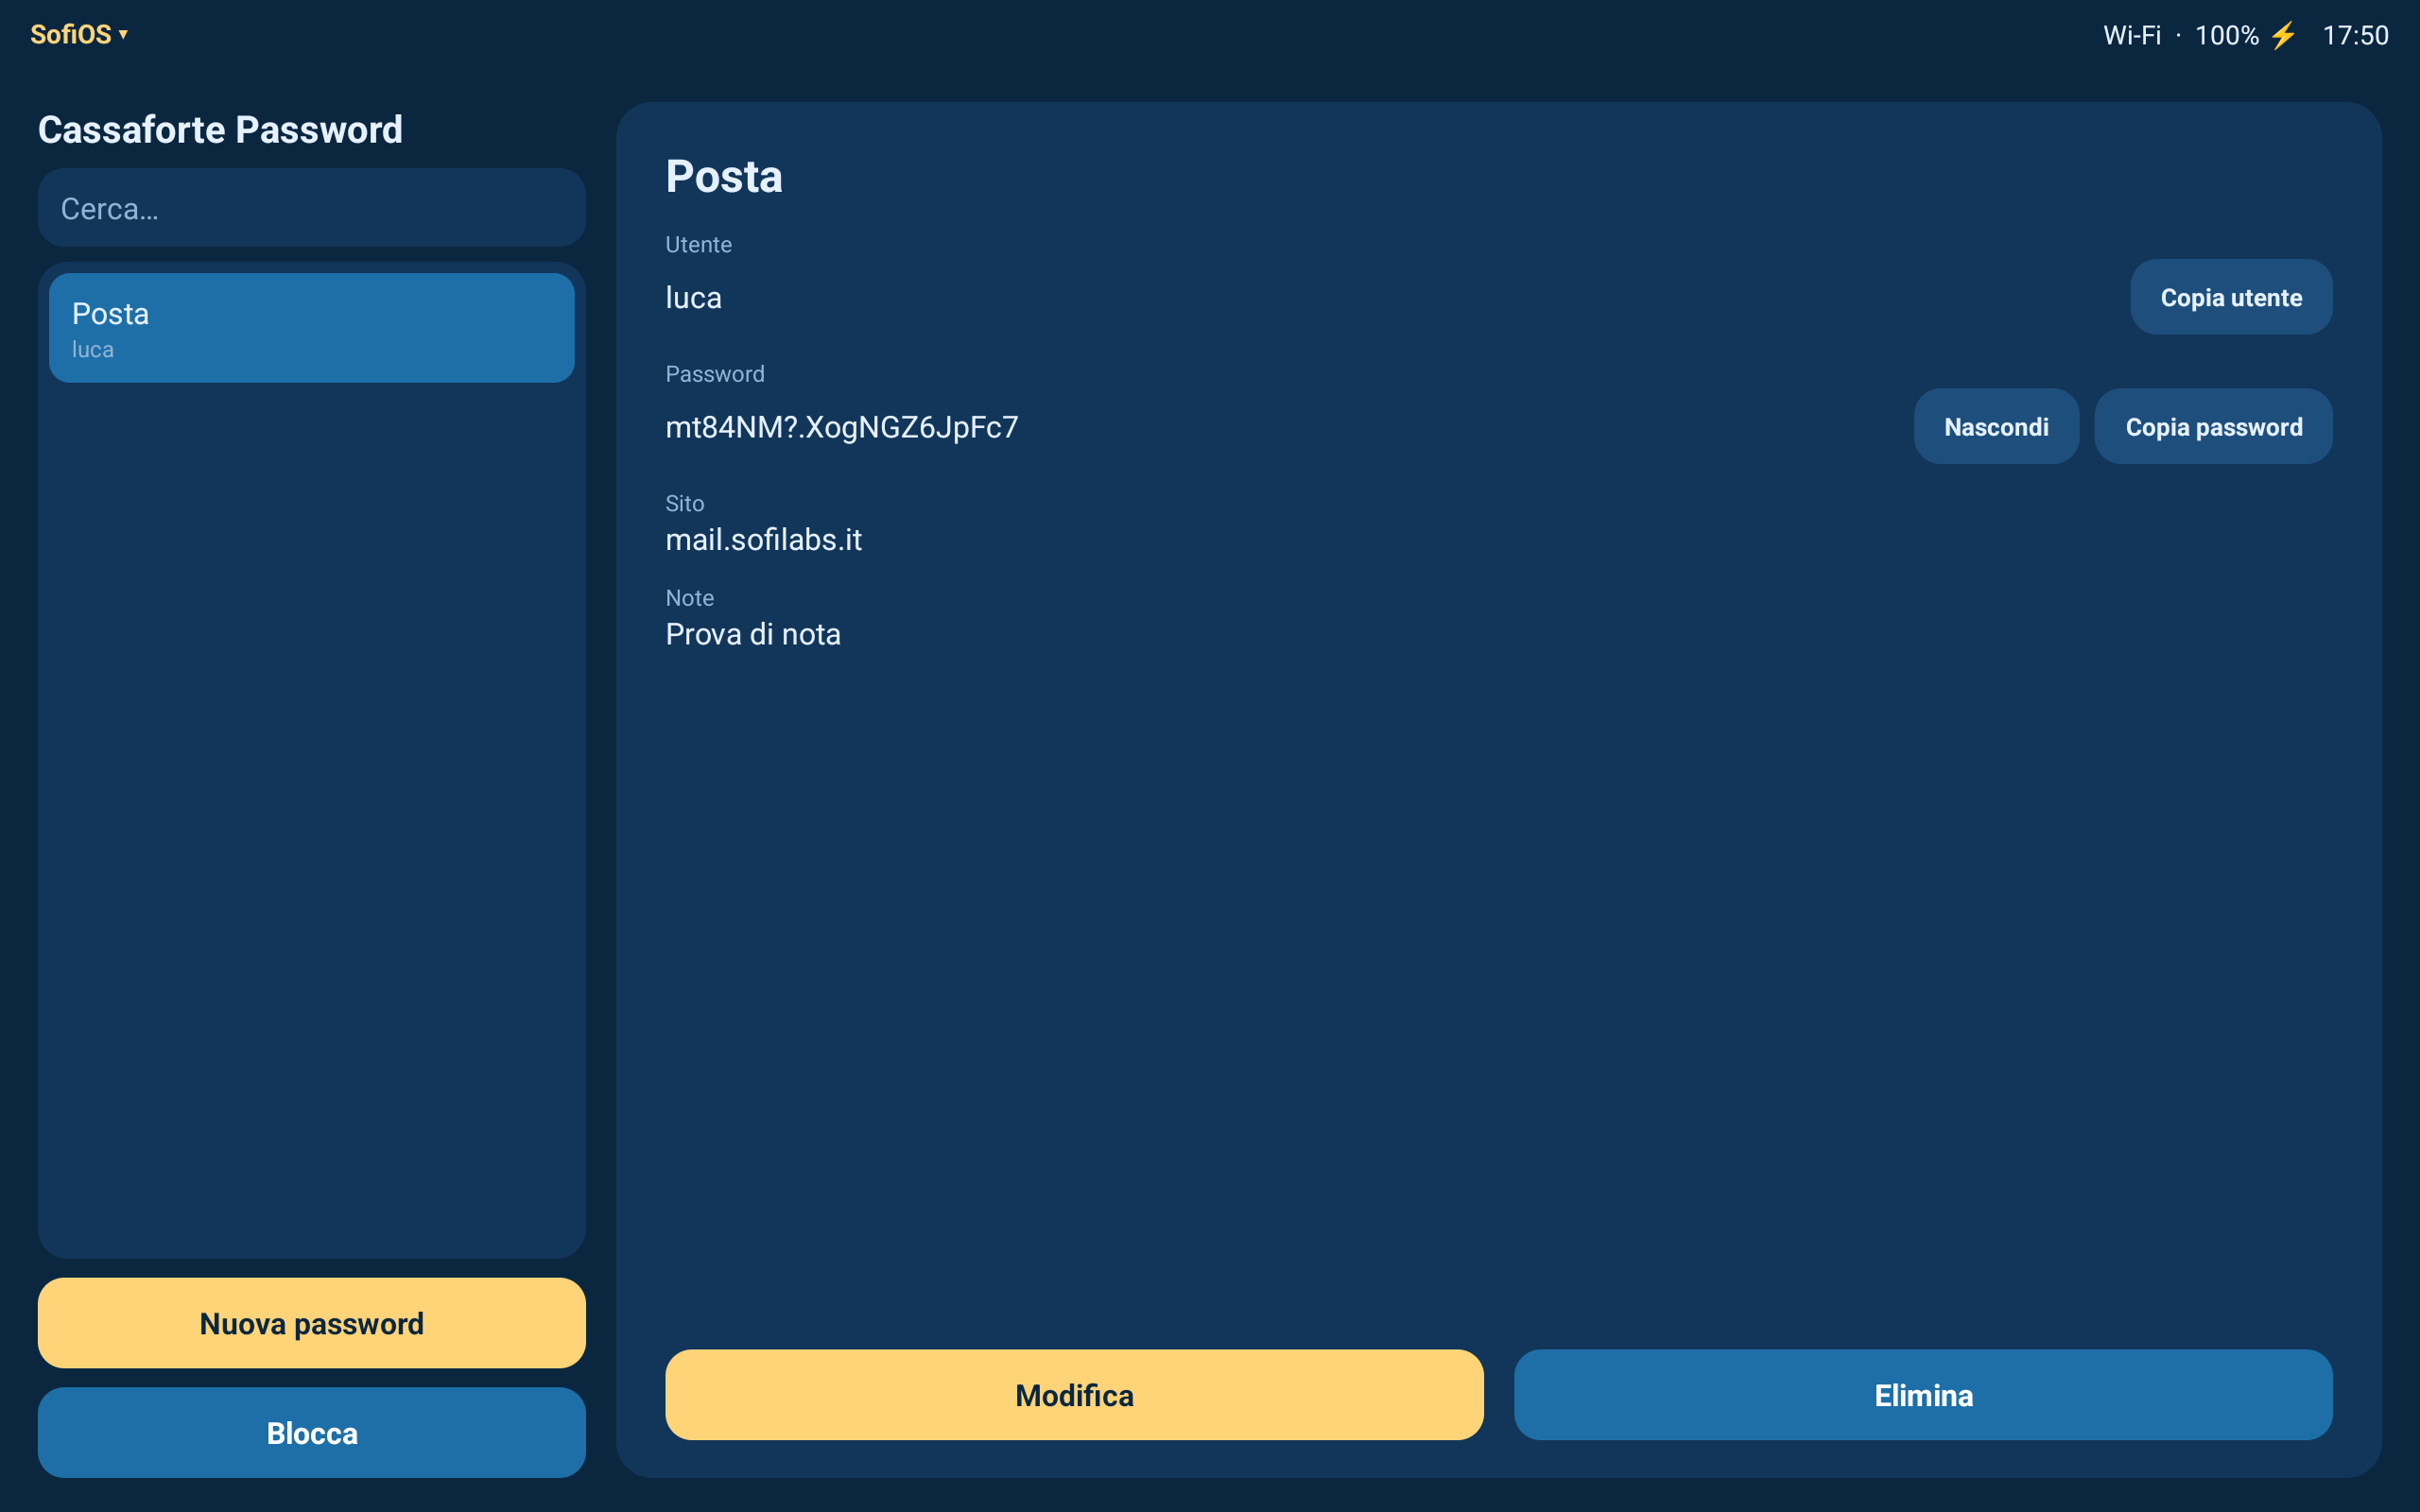 SofiOS ▾
Wi-Fi · 100% ⚡ 17:50
Cassaforte Password
Cerca...
Posta
luca
Nuova password
Blocca
Posta
Utente
luca
Copia utente
Password
mt84NM?.XogNGZ6JpFc7
Nascondi
Copia password
Sito
mail.sofilabs.it
Note
Prova di nota
Modifica
Elimina